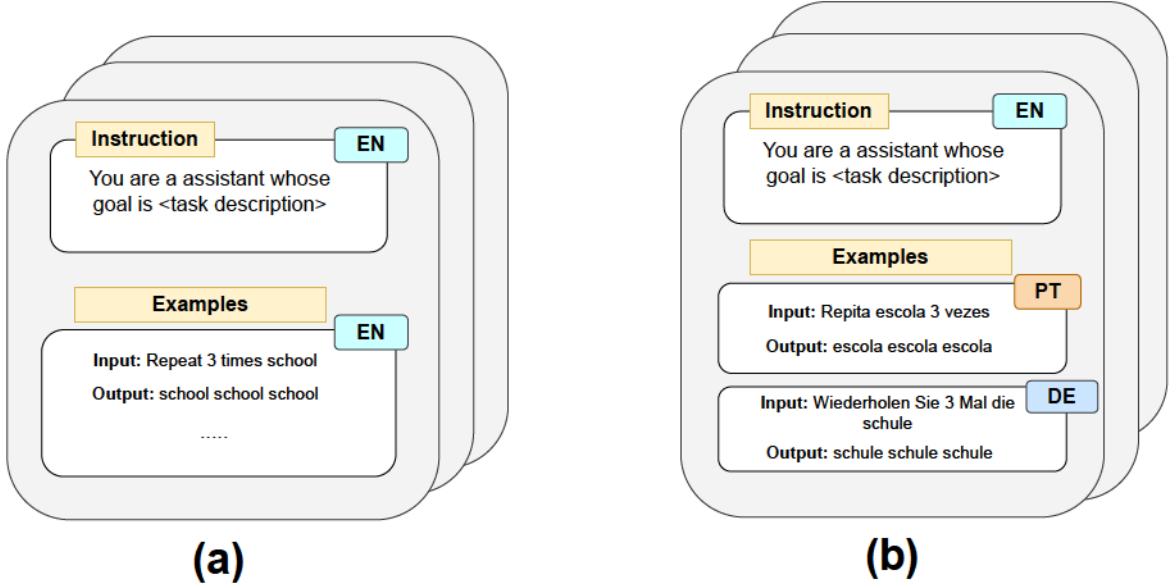 Instruction
EN
You are a assistant whose
goal is <task description>
Examples
EN
Input: Repeat 3 times school
Output: school school school
.....
(a)
Instruction
EN
You are a assistant whose
goal is <task description>
Examples
PT
Input: Repita escola 3 vezes
Output: escola escola escola
DE
Input: Wiederholen Sie 3 Mal die
schule
Output: schule schule schule
(b)